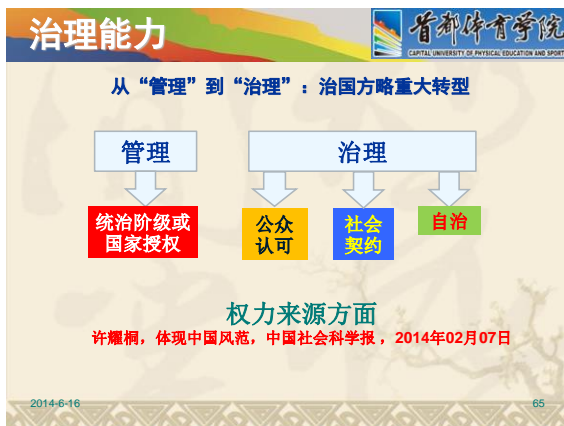 治理能力
首都体育学院
CAPITAL UNIVERSITY OF PHYSICAL EDUCATION AND SPORT
从“管理”到“治理”：治国方略重大转型
管理
治理
统治阶级或
国家授权
公众
认可
社会
契约
自治
权力来源方面
许耀桐，体现中国风范，中国社会科学报 ，2014年02月07日
2014-6-16
65